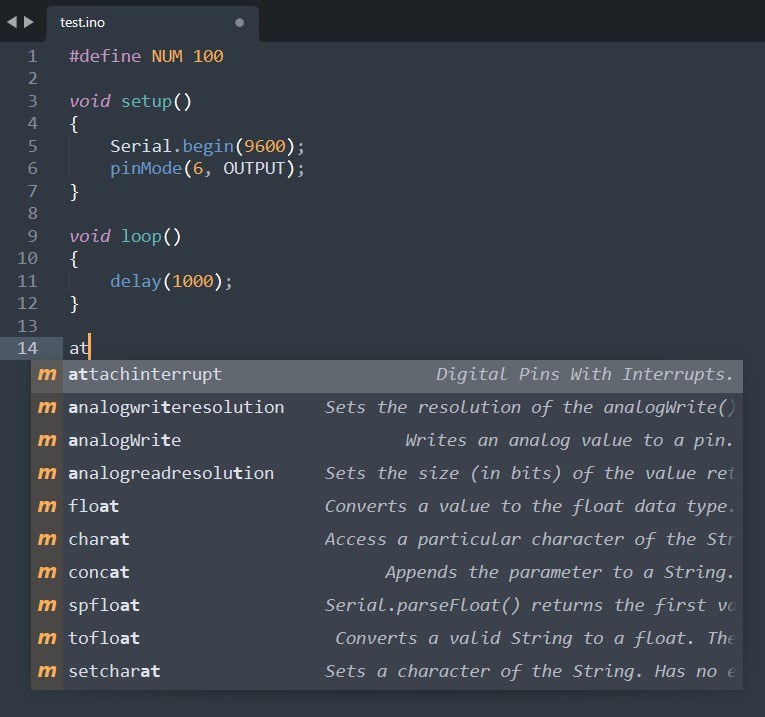 test.ino
1 #define NUM 100
2
3 void setup()
4 {
5 Serial.begin(9600);
6 pinMode(6, OUTPUT);
7 }
8
9 void loop()
10 {
11 delay(1000);
12 }
13
14 at
m attachinterrupt Digital Pins With Interrupts.
m analogwriteresolution Sets the resolution of the analogWrite()
m analogWrite Writes an analog value to a pin.
m analogreadresolution Sets the size (in bits) of the value ret
m float Converts a value to the float data type.
m charat Access a particular character of the Str
m concat Appends the parameter to a String.
m spfloat Serial.parseFloat() returns the first va
m tofloat Converts a valid String to a float. The
m setcharat Sets a character of the String. Has no e